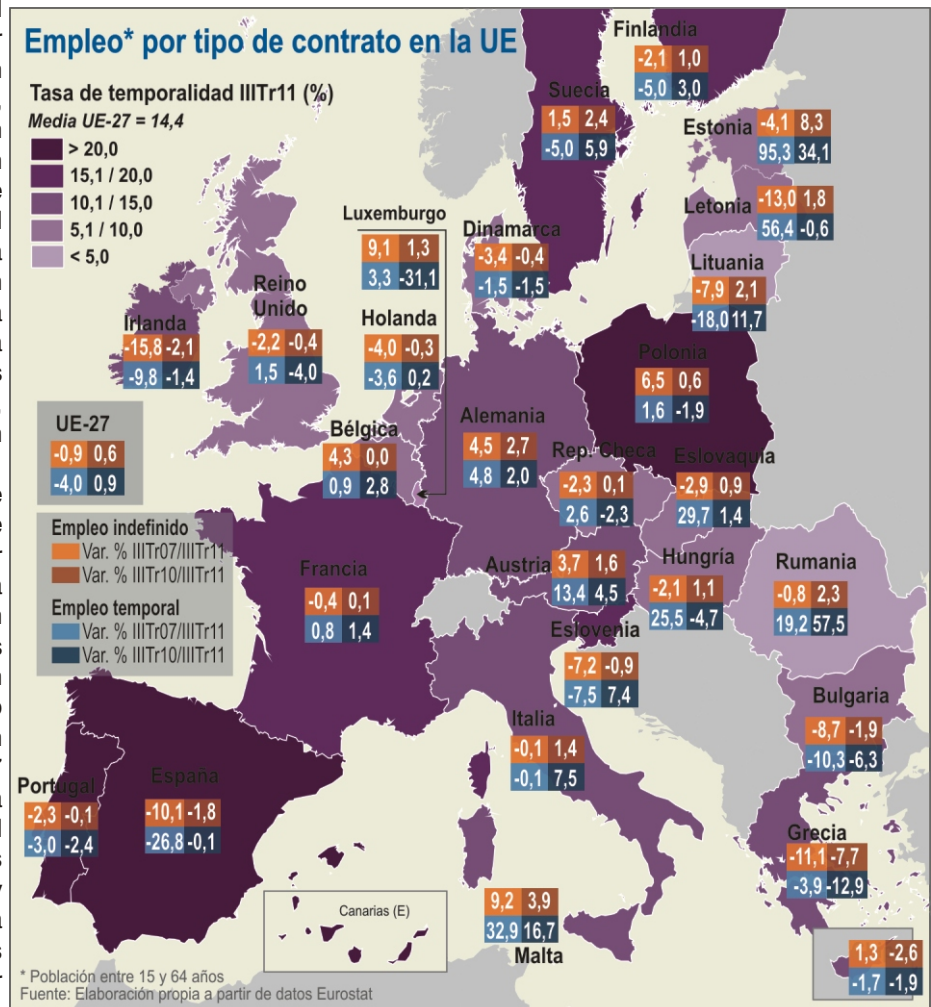 Empleo* por tipo de contrato en la UE
Tasa de temporalidad IIITr11 (%)
Media UE-27 = 14,4
> 20,0
15,1 / 20,0
10,1 / 15,0
5,1 / 10,0
< 5,0
Finlandia
-2,1 1,0
-5,0 3,0
Suecia
1,5 2,4
-5,0 5,9
Estonia
-4,1 8,3
95,3 34,1
Letonia
-13,0 1,8
56,4 -0,6
Lituania
-7,9 2,1
-18,0 11,7
Luxemburgo
9,1 1,3
3,3 -31,1
Dinamarca
-3,4 -0,4
-1,5 -1,5
Reino
Unido
-2,2 -0,4
1,5 -4,0
Irlanda
-15,8 -2,1
-9,8 -1,4
Holanda
-4,0 -0,3
-3,6 0,2
Polonia
6,5 0,6
1,6 -1,9
UE-27
-0,9 0,6
-4,0 0,9
Bélgica
4,3 0,0
0,9 2,8
Alemania
4,5 2,7
4,8 2,0
Rep. Checa
-2,3 0,1
2,6 -2,3
Eslovaquia
-2,9 0,9
29,7 1,4
Empleo indefinido
Var. % IIITr07/IIITr11
Var. % IIITr10/IIITr11
Empleo temporal
Var. % IIITr07/IIITr11
Var. % IIITr10/IIITr11
Francia
-0,4 0,1
0,8 1,4
Austria
3,7 1,6
13,4 4,5
Hungría
-2,1 1,1
25,5 -4,7
Rumania
-0,8 2,3
19,2 57,5
Eslovenia
-7,2 -0,9
-7,5 7,4
Italia
-0,1 1,4
-0,1 7,5
Bulgaria
-8,7 -1,9
-10,3 -6,3
Portugal
-2,3 -0,1
-3,0 -2,4
España
-10,1 -1,8
-26,8 -0,1
Grecia
-11,1 -7,7
-3,9 -12,9
9,2 3,9
32,9 16,7
Malta
Canarias (E)
1,3 -2,6
-1,7 -1,9
* Población entre 15 y 64 años
Fuente: Elaboración propia a partir de datos Eurostat